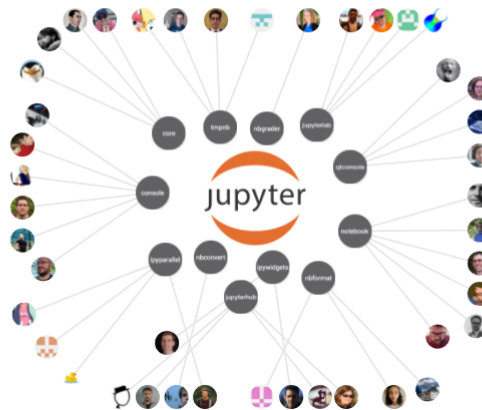 core
tmpnb
nbgrader
jupyterlab
qtconsole
console
jupyter
notebook
ipyparallel
nbconvert
ipywidgets
nbformat
jupyterhub